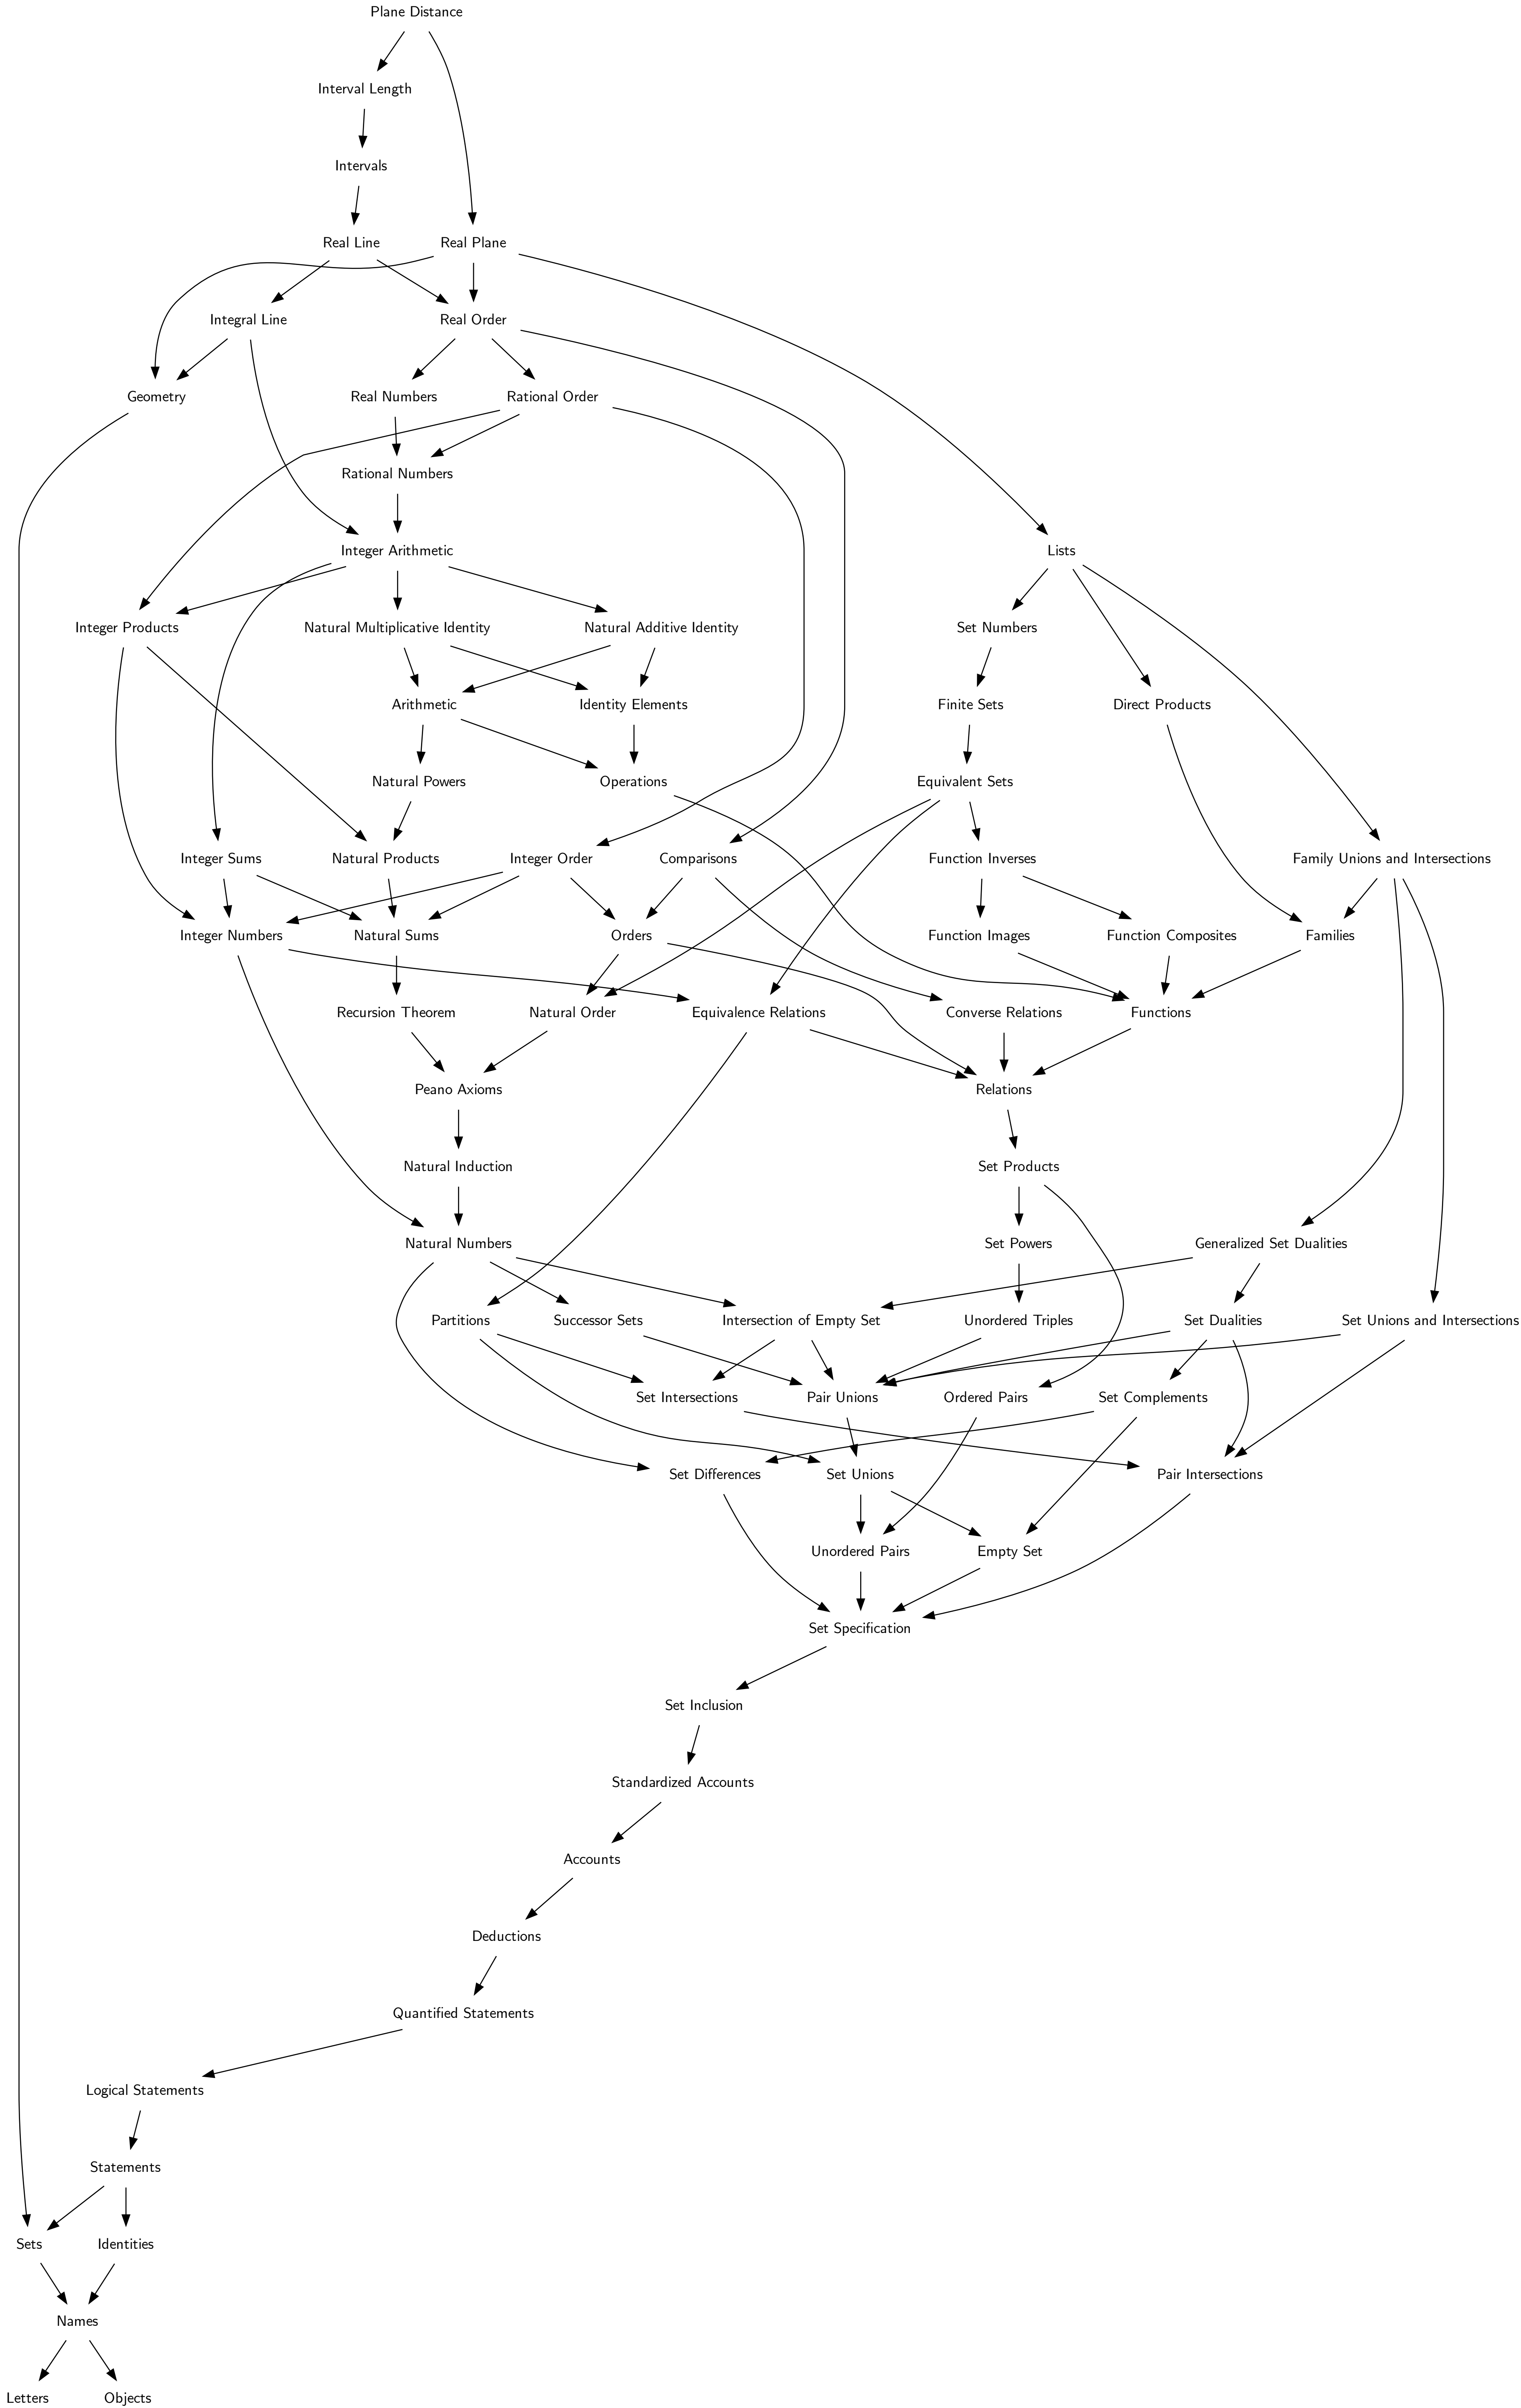 Plane Distance
Interval Length
Intervals
Real Line
Real Plane
Integral Line
Real Order
Geometry
Real Numbers
Rational Order
Rational Numbers
Integer Arithmetic
Lists
Integer Products
Natural Multiplicative Identity
Natural Additive Identity
Set Numbers
Arithmetic
Identity Elements
Finite Sets
Direct Products
Natural Powers
Operations
Equivalent Sets
Integer Sums
Natural Products
Integer Order
Comparisons
Function Inverses
Family Unions and Intersections
Integer Numbers
Natural Sums
Orders
Function Images
Function Composites
Families
Recursion Theorem
Natural Order
Equivalence Relations
Converse Relations
Functions
Peano Axioms
Relations
Natural Induction
Set Products
Natural Numbers
Set Powers
Generalized Set Dualities
Partitions
Successor Sets
Intersection of Empty Set
Unordered Triples
Set Dualities
Set Unions and Intersections
Set Intersections
Pair Unions
Ordered Pairs
Set Complements
Set Differences
Set Unions
Pair Intersections
Unordered Pairs
Empty Set
Set Specification
Set Inclusion
Standardized Accounts
Accounts
Deductions
Quantified Statements
Logical Statements
Statements
Sets
Identities
Names
Letters
Objects